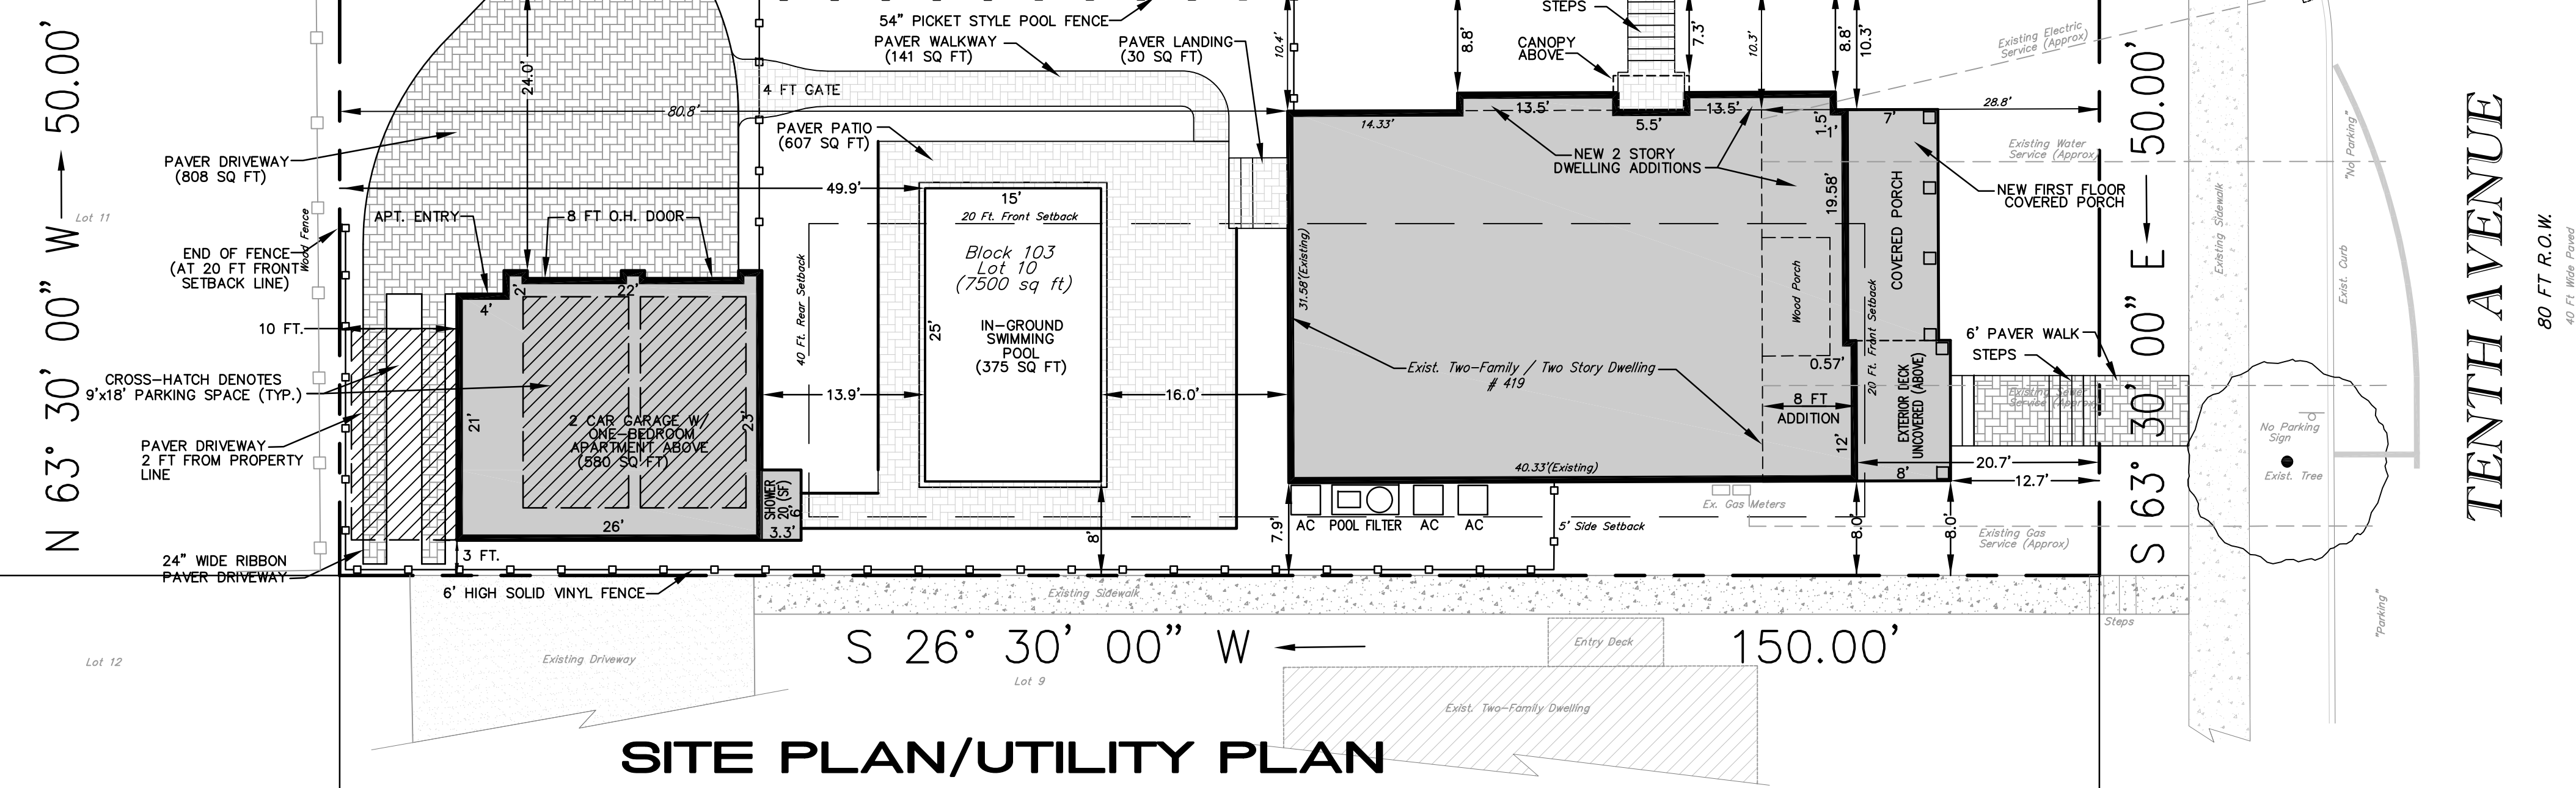 54" PICKET STYLE POOL FENCE
STEPS
PAVER WALKWAY
(141 SQ FT)
PAVER LANDING
(30 SQ FT)
CANOPY
ABOVE
8.8'
7.3'
10.4'
10.3'
8.8'
10.3'
24.0'
4 FT GATE
80.8'
28.8'
Existing Electric
Service (Approx)
13.5'
13.5'
5.5'
14.33'
1.5'
1'
7'
PAVER PATIO
(607 SQ FT)
PAVER DRIVEWAY
(808 SQ FT)
NEW 2 STORY
DWELLING ADDITIONS
Existing Water
Service (Approx)
NEW FIRST FLOOR
COVERED PORCH
49.9'
15'
20 Ft. Front Setback
19.58'
COVERED PORCH
Lot 11
APT. ENTRY
8 FT O.H. DOOR
Wood Fence
END OF FENCE
(AT 20 FT FRONT
SETBACK LINE)
Block 103
Lot 10
(7500 sq ft)
40 Ft. Rear Setback
31.58'(Existing)
Wood Porch
20 Ft. Front Setback
2'
22'
4'
10 FT.
25'
IN-GROUND
SWIMMING
POOL
(375 SQ FT)
6' PAVER WALK
STEPS
0.57'
Exist. Two-Family / Two Story Dwelling
# 419
CROSS-HATCH DENOTES
9'x18' PARKING SPACE (TYP.)
13.9'
16.0'
8 FT
ADDITION
Existing Sewer
Service (Approx)
EXTERIOR DECK
UNCOVERED (ABOVE)
21'
23'
2 CAR GARAGE W/
ONE-BEDROOM
APARTMENT ABOVE
(580 SQ FT)
12'
PAVER DRIVEWAY
2 FT FROM PROPERTY
LINE
40.33'(Existing)
8'
20.7'
12.7'
SHOWER
20 (SF)
6'
3.3'
26'
AC
POOL FILTER
AC
AC
Ex. Gas Meters
5' Side Setback
Existing Gas
Service (Approx)
8'
7.9'
8.0'
8.0'
3 FT.
24" WIDE RIBBON
PAVER DRIVEWAY
6' HIGH SOLID VINYL FENCE
Existing Sidewalk
N 63° 30' 00" W
50.00'
S 63° 30' 00" E
50.00'
Existing Sidewalk
"No Parking"
Exist. Curb
No Parking
Sign
Exist. Tree
"Parking"
Steps
TENTH AVENUE
80 FT R.O.W.
40 Ft Wide Paved
S 26° 30' 00" W
150.00'
Lot 12
Existing Driveway
Lot 9
Entry Deck
Exist. Two-Family Dwelling
SITE PLAN/UTILITY PLAN